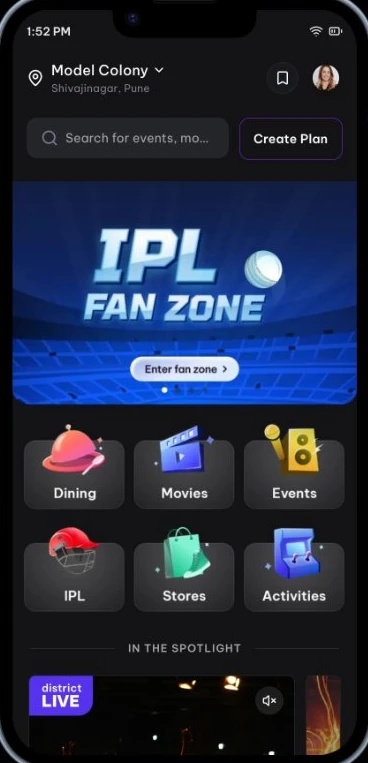 1:52 PM
Model Colony
Shivajinagar, Pune
Search for events, mo...
Create Plan
IPL
FAN ZONE
Enter fan zone
Dining
Movies
Events
IPL
Stores
Activities
IN THE SPOTLIGHT
district
LIVE